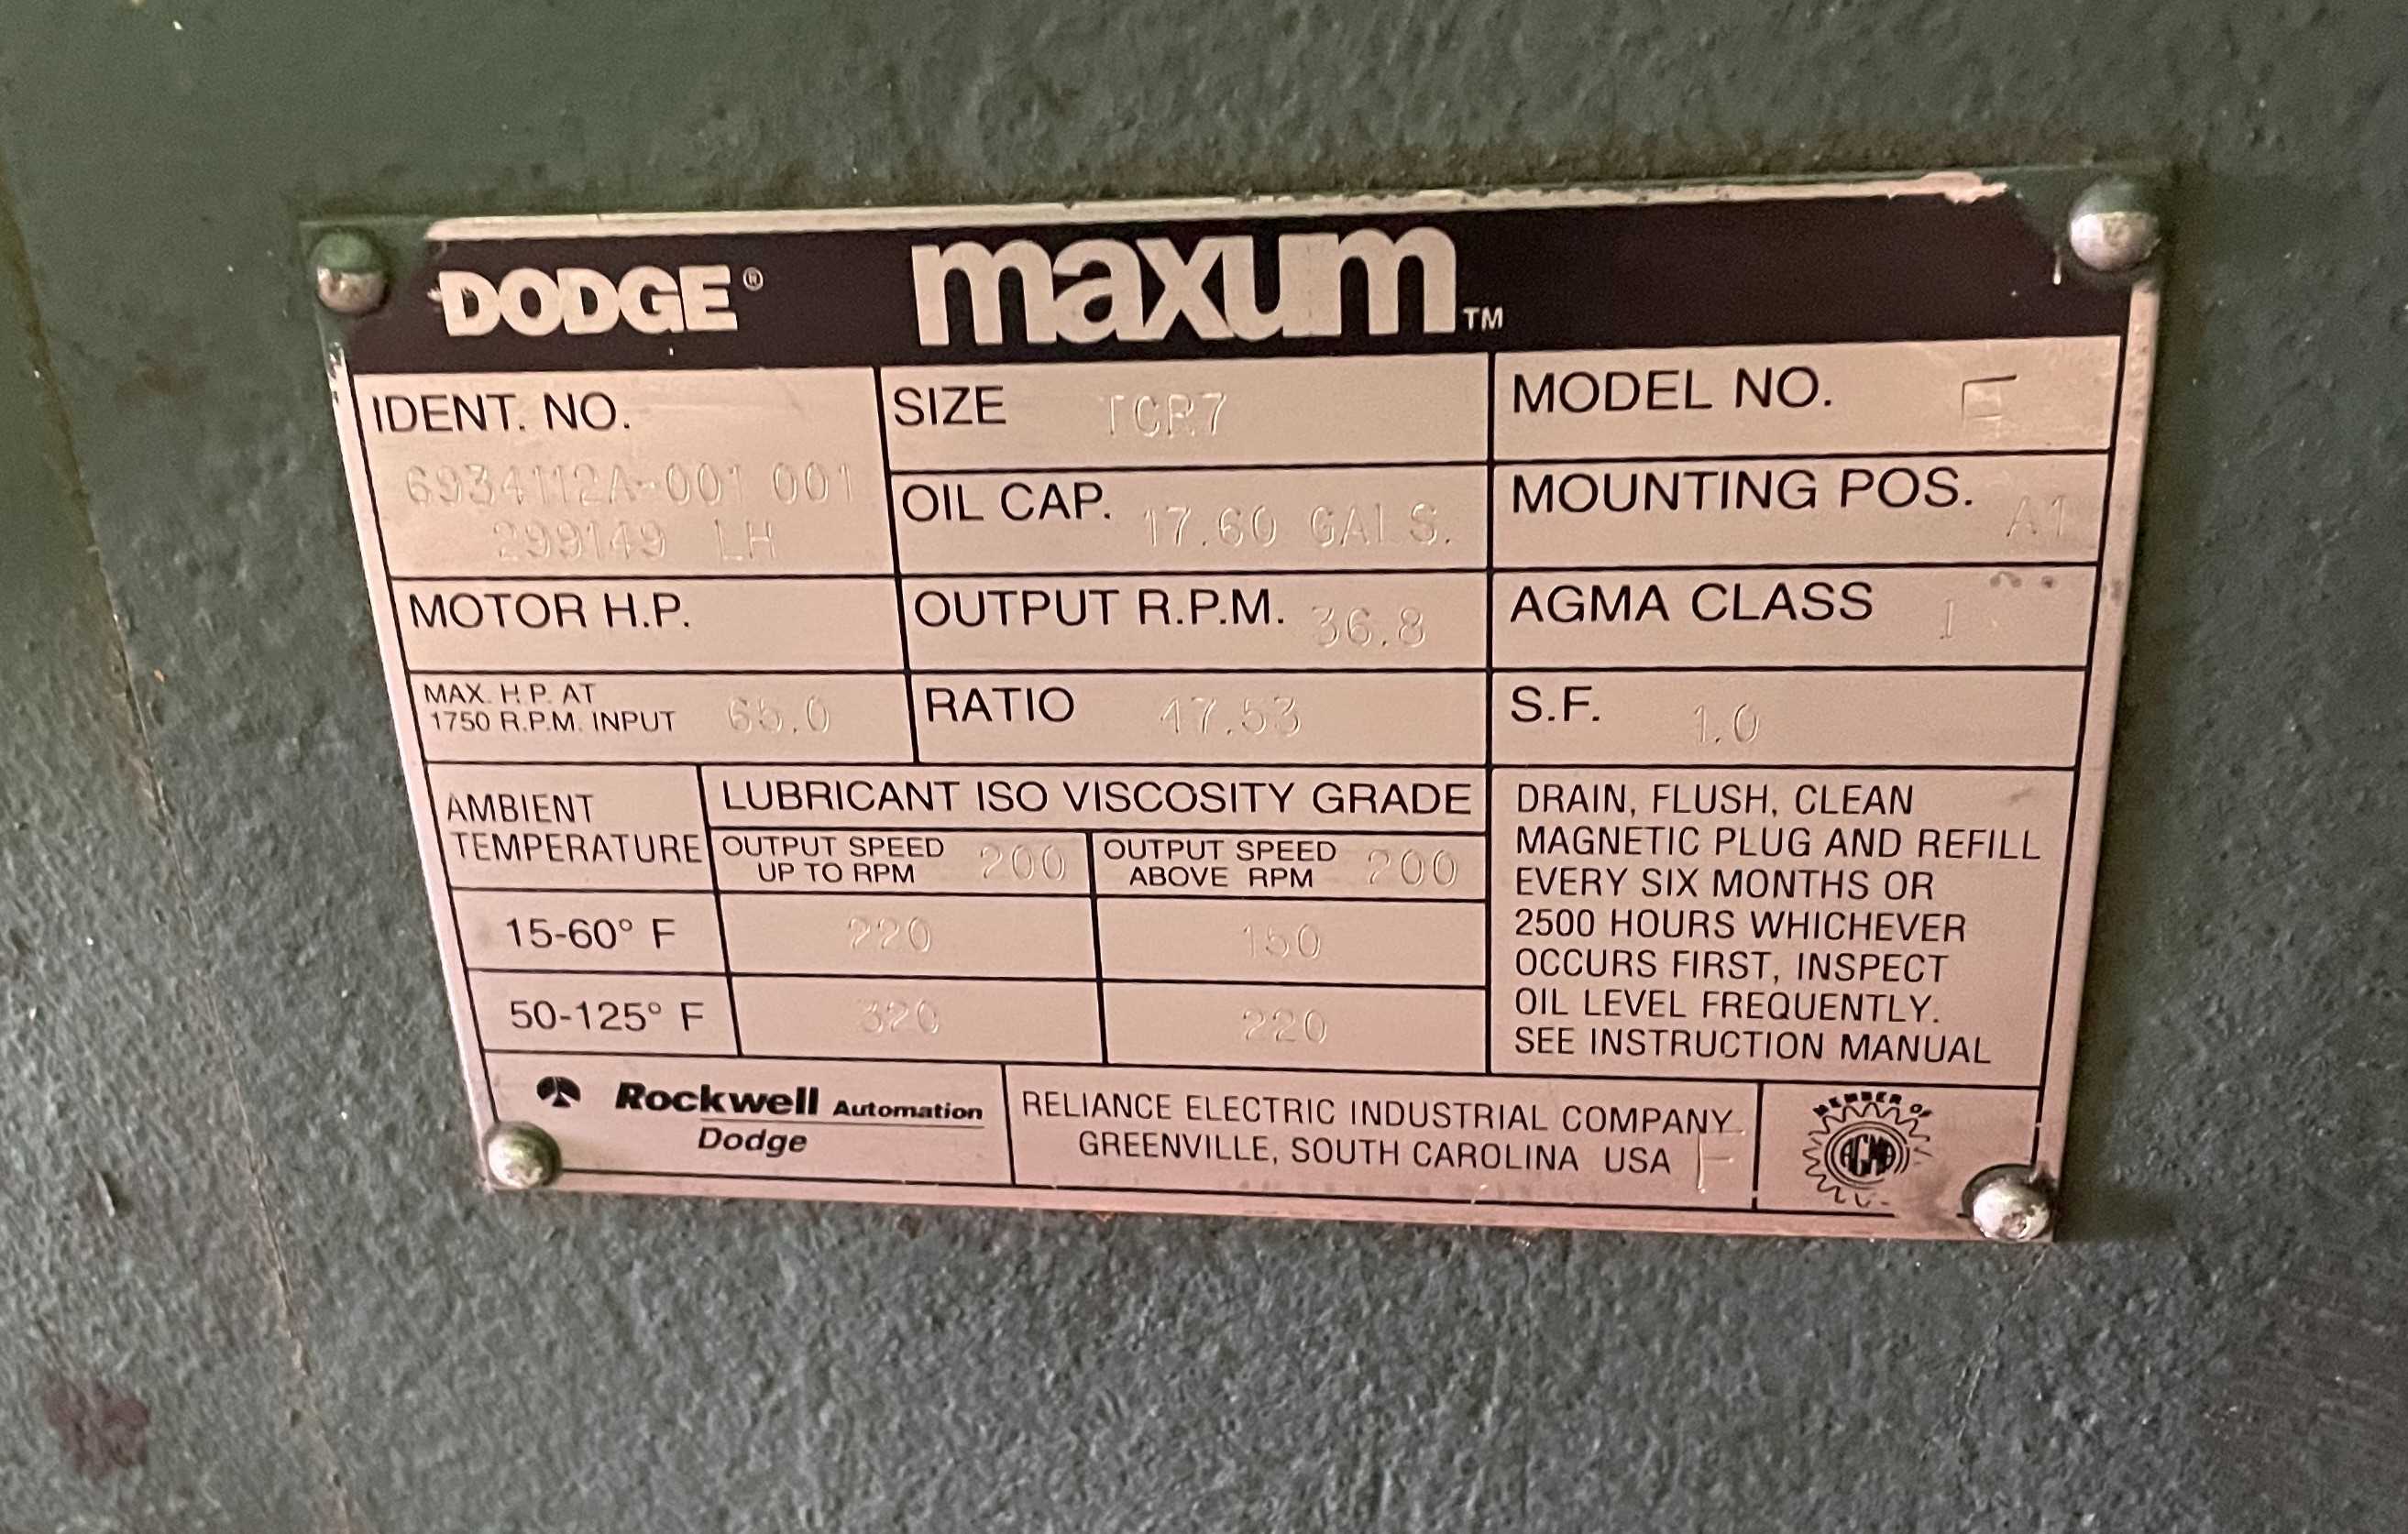 DODGE® maxum™
IDENT. NO.
6934112A-001 001
299149 LH
SIZE TCR7
MODEL NO.
OIL CAP. 17.60 GALS.
MOUNTING POS. A1
MOTOR H.P.
OUTPUT R.P.M. 36.8
AGMA CLASS I
MAX. H.P. AT
1750 R.P.M. INPUT 65.0
RATIO 47.53
S.F. 1.0
AMBIENT
TEMPERATURE
LUBRICANT ISO VISCOSITY GRADE
OUTPUT SPEED
UP TO RPM 200
OUTPUT SPEED
ABOVE RPM 200
15-60° F 220 150
50-125° F 320 220
DRAIN, FLUSH, CLEAN
MAGNETIC PLUG AND REFILL
EVERY SIX MONTHS OR
2500 HOURS WHICHEVER
OCCURS FIRST, INSPECT
OIL LEVEL FREQUENTLY.
SEE INSTRUCTION MANUAL
Rockwell Automation
Dodge
RELIANCE ELECTRIC INDUSTRIAL COMPANY
GREENVILLE, SOUTH CAROLINA USA
MEMBER OF
AGMA